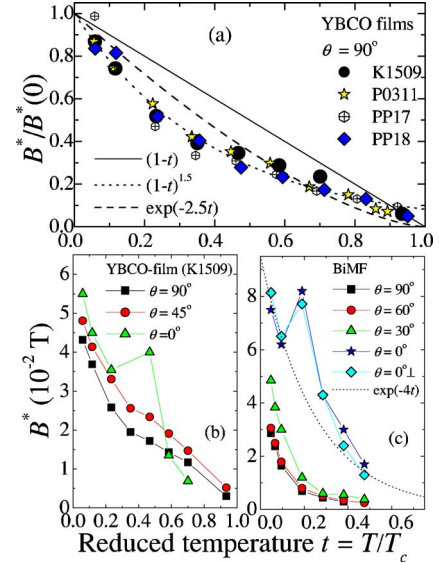 1.0
0.8
0.6
0.4
0.2
0.0
B*/B*(0)
(a)
YBCO films
θ = 90°
K1509
P0311
PP17
PP18
(1-t)
(1-t)^1.5
exp(-2.5t)
0.0 0.2 0.4 0.6 0.8 1.0
6
5
4
3
2
1
0
B* (10⁻² T)
YBCO-film (K1509)
θ = 90°
θ = 45°
θ = 0°
(b)
0.0 0.2 0.4 0.6 0.8
8
6
4
2
0
BiMF
θ = 90°
θ = 60°
θ = 30°
θ = 0°
θ = 0°⊥
exp(-4t)
(c)
0.0 0.2 0.4 0.6
Reduced temperature t = T/Tc